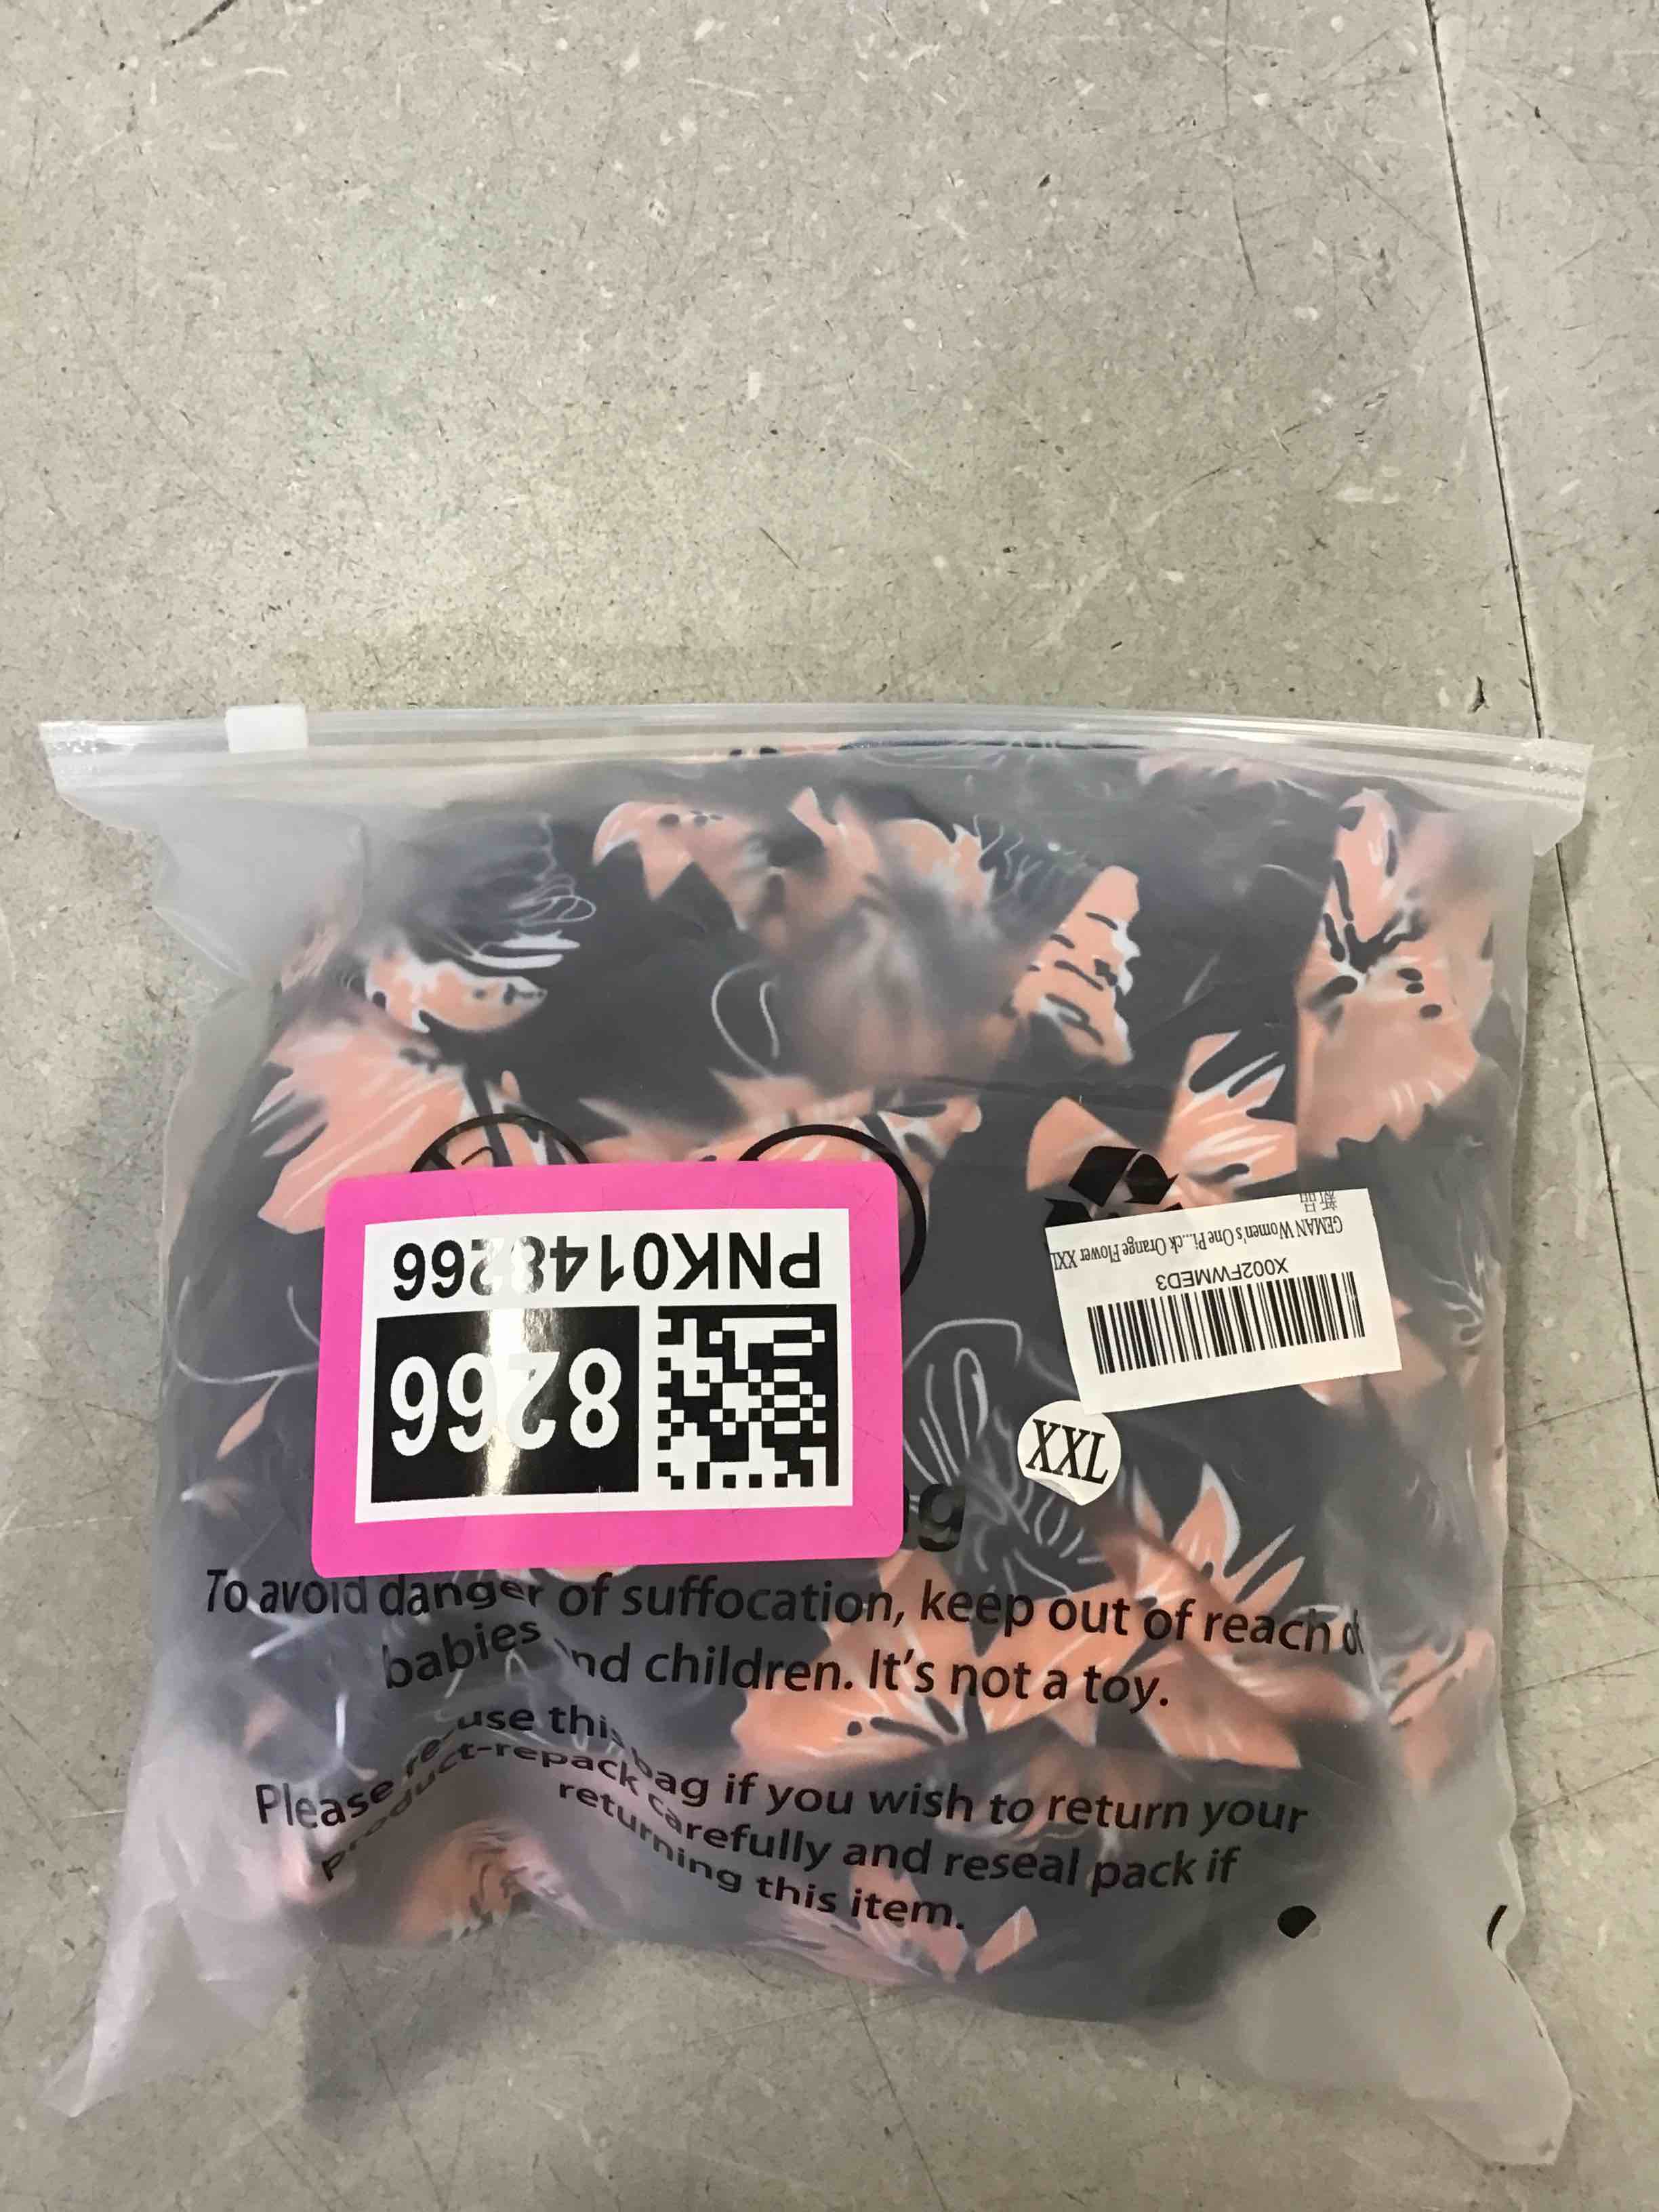 PNK0148266
8266
新品
GEMAN Women's One Pi...ck Orange Flower XXL
X002FWMED3
XXL
To avoid danger of suffocation, keep out of reach
babies and children. It's not a toy.
Please re-use this bag if you wish to return your
product-repack carefully and reseal pack if
returning this item.